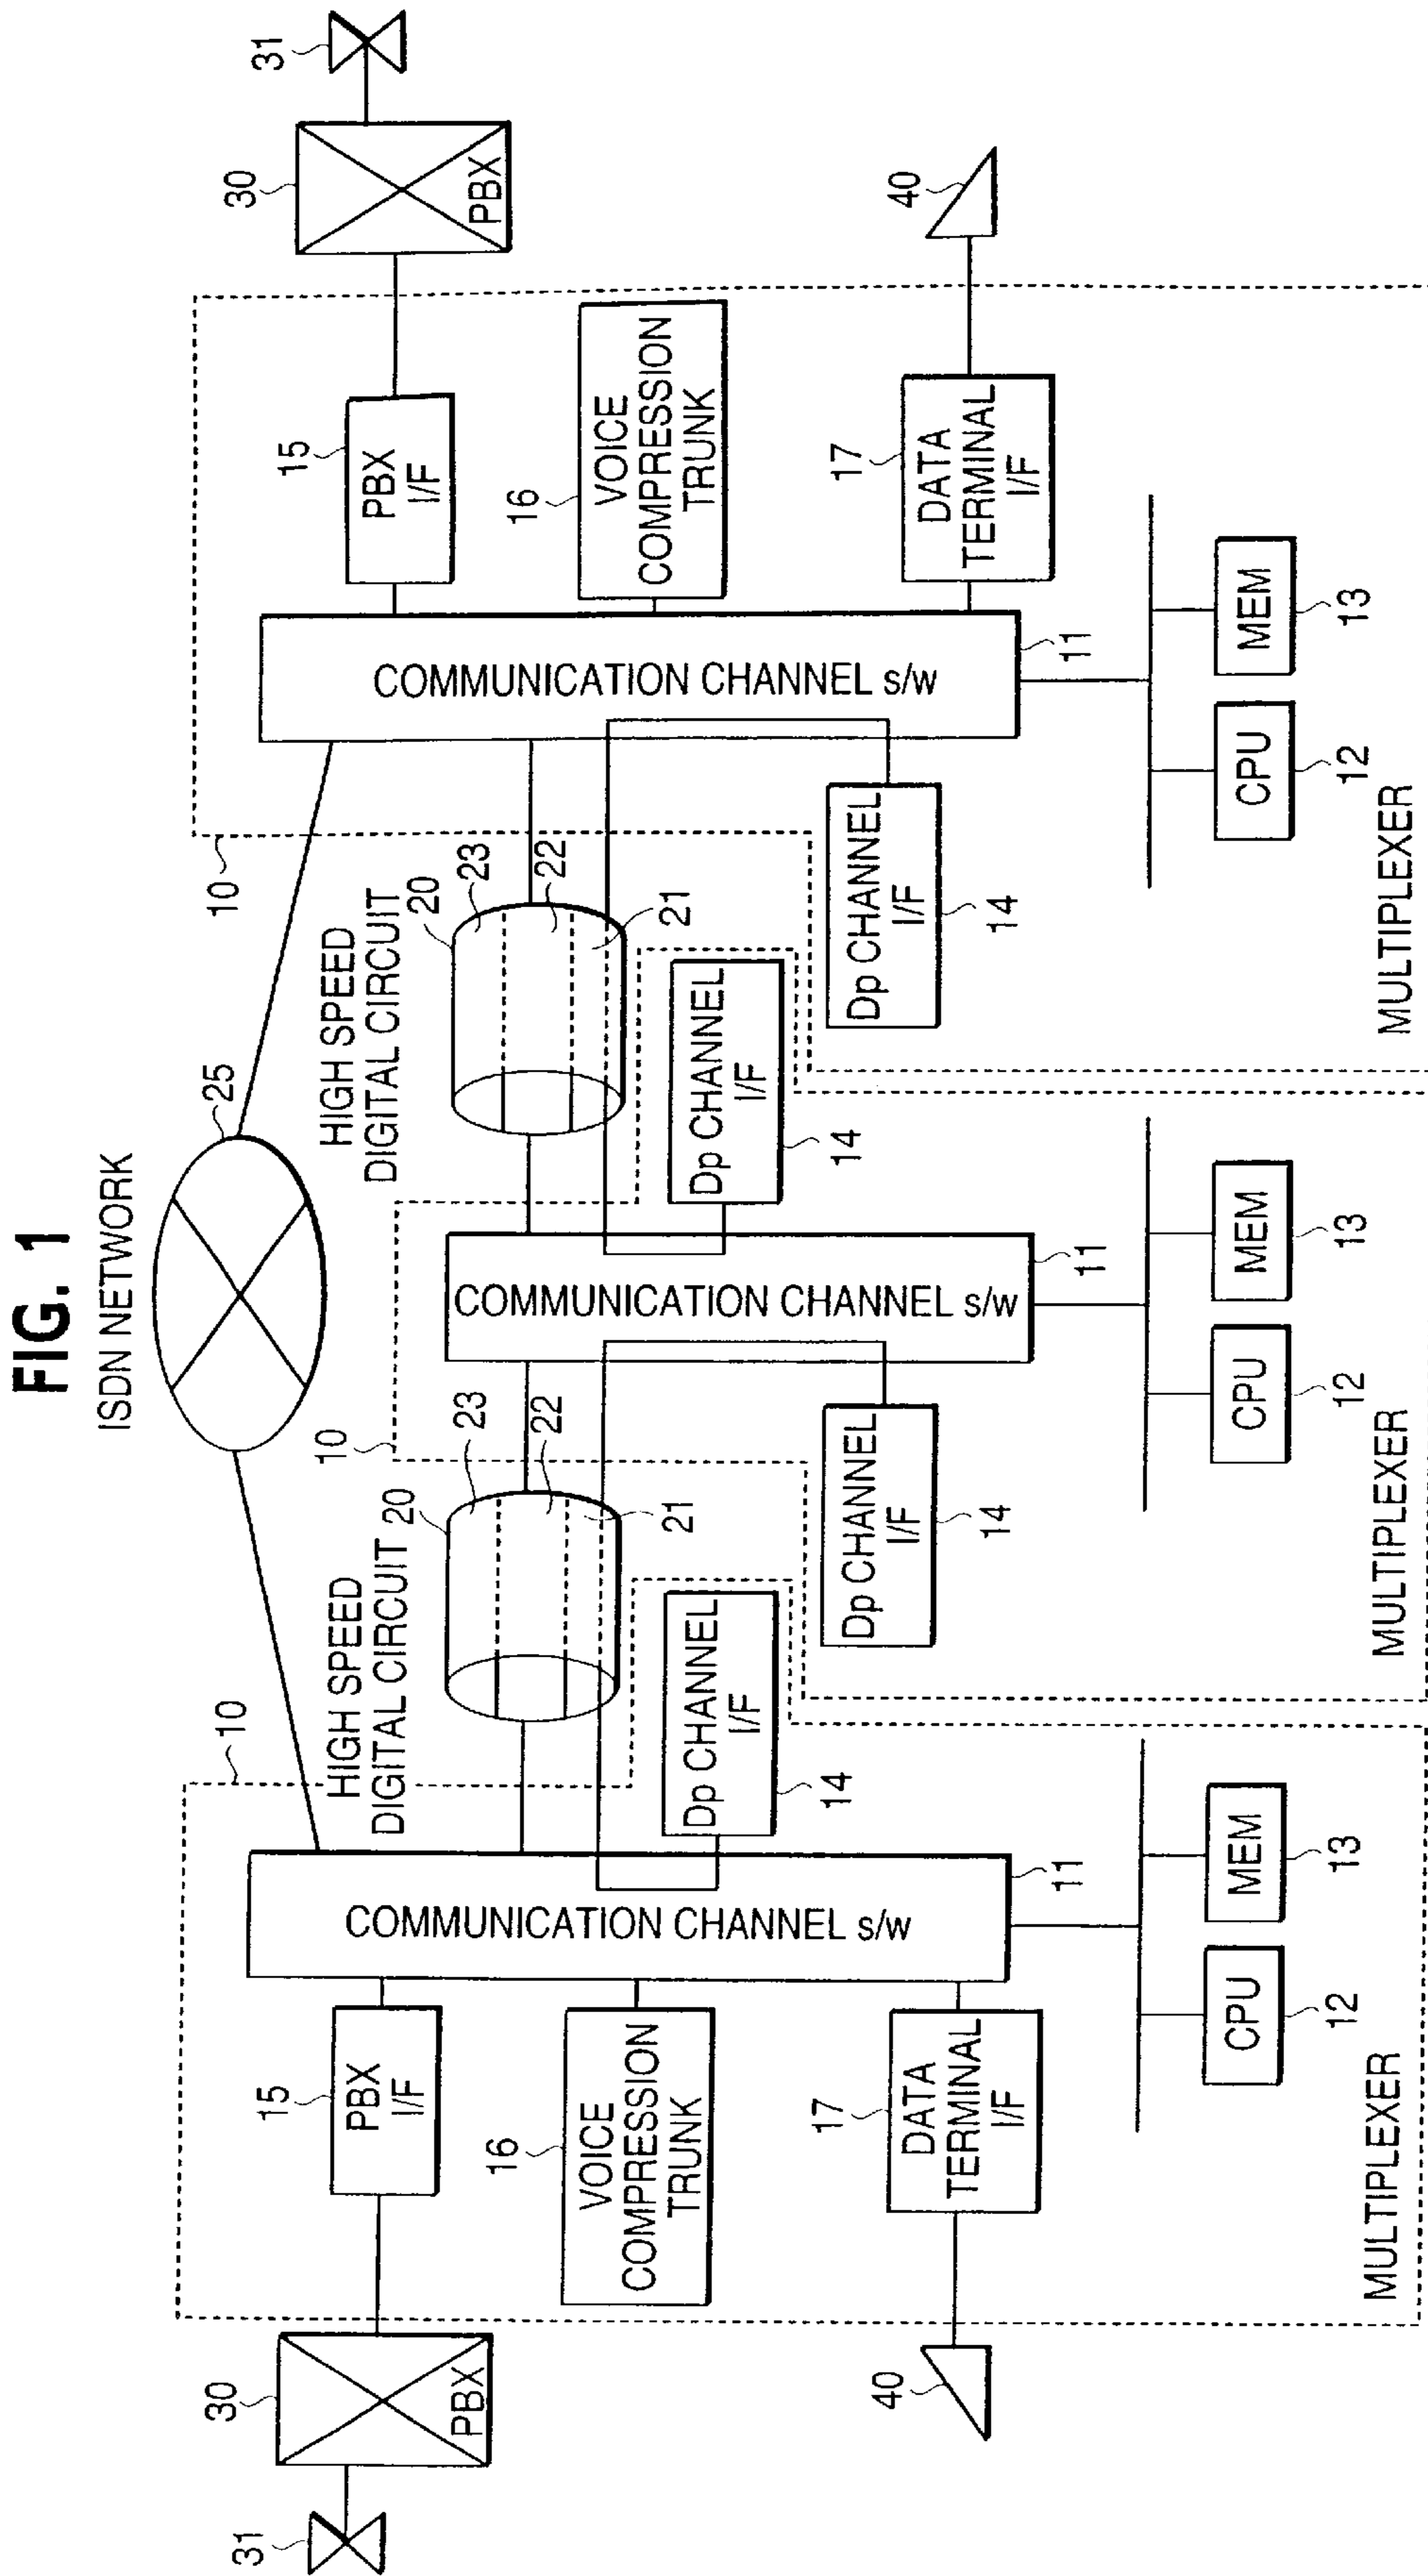 FIG. 1
ISDN NETWORK
25
31
30
PBX
15
PBX
I/F
16
VOICE
COMPRESSION
TRUNK
17
DATA
TERMINAL
I/F
40
10
COMMUNICATION CHANNEL s/w
11
HIGH SPEED
DIGITAL CIRCUIT
20
23
22
21
Dp CHANNEL
I/F
14
CPU
12
MEM
13
MULTIPLEXER
10
COMMUNICATION CHANNEL s/w
11
Dp CHANNEL
I/F
14
Dp CHANNEL
I/F
14
CPU
12
MEM
13
MULTIPLEXER
HIGH SPEED
DIGITAL CIRCUIT
20
23
22
21
10
COMMUNICATION CHANNEL s/w
11
Dp CHANNEL
I/F
14
15
PBX
I/F
16
VOICE
COMPRESSION
TRUNK
17
DATA
TERMINAL
I/F
CPU
12
MEM
13
MULTIPLEXER
30
PBX
31
40